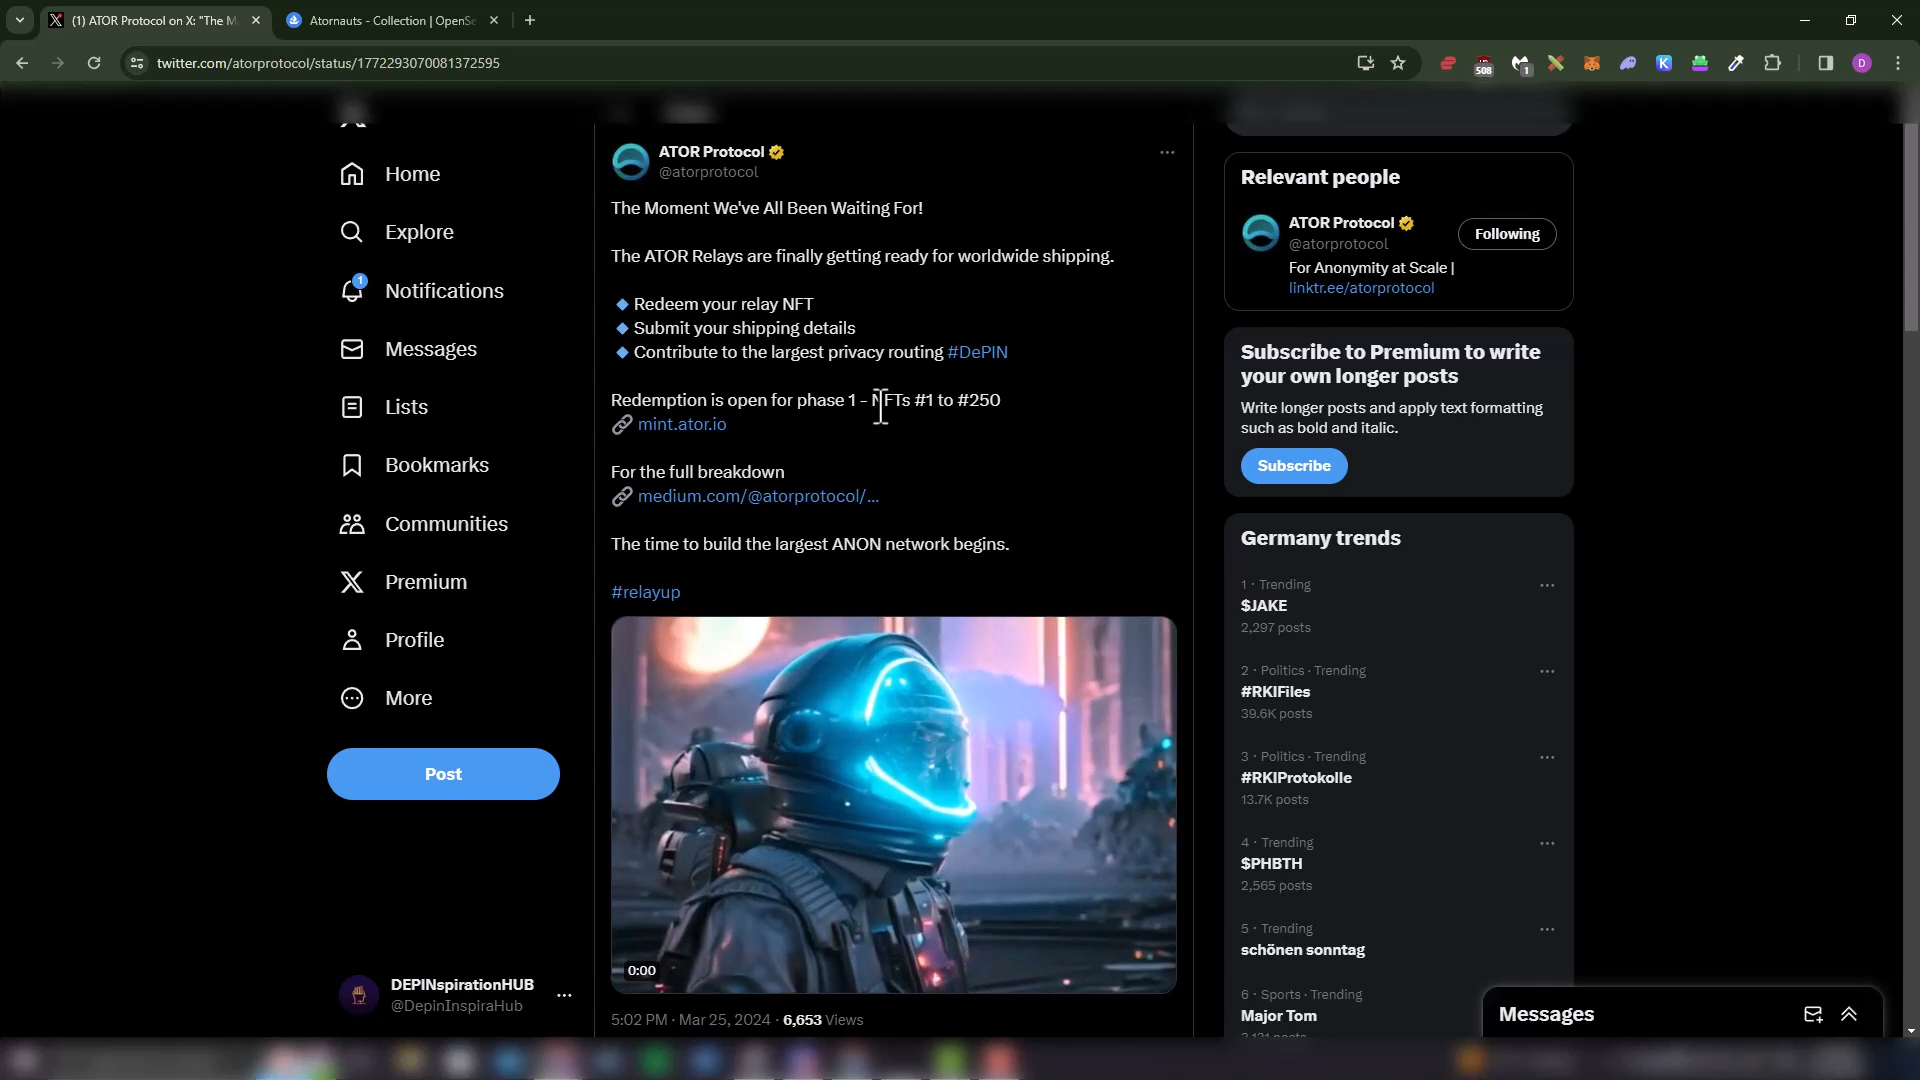 (1) ATOR Protocol on X: "The M
Atornauts - Collection | OpenSe
twitter.com/atorprotocol/status/1772293070081372595
508
1
D
Home
Explore
1
Notifications
Messages
Lists
Bookmarks
Communities
Premium
Profile
More
Post
DEPINspirationHUB
@DepinInspiraHub
ATOR Protocol
@atorprotocol
The Moment We've All Been Waiting For!
The ATOR Relays are finally getting ready for worldwide shipping.
Redeem your relay NFT
Submit your shipping details
Contribute to the largest privacy routing #DePIN
Redemption is open for phase 1 - NFTs #1 to #250
mint.ator.io
For the full breakdown
medium.com/@atorprotocol/...
The time to build the largest ANON network begins.
#relayup
0:00
5:02 PM · Mar 25, 2024 · 6,653 Views
Relevant people
ATOR Protocol
@atorprotocol
Following
For Anonymity at Scale |
linktr.ee/atorprotocol
Subscribe to Premium to write
your own longer posts
Write longer posts and apply text formatting
such as bold and italic.
Subscribe
Germany trends
1 · Trending
$JAKE
2,297 posts
2 · Politics · Trending
#RKIFiles
39.6K posts
3 · Politics · Trending
#RKIProtokolle
13.7K posts
4 · Trending
$PHBTH
2,565 posts
5 · Trending
schönen sonntag
6 · Sports · Trending
Major Tom
Messages